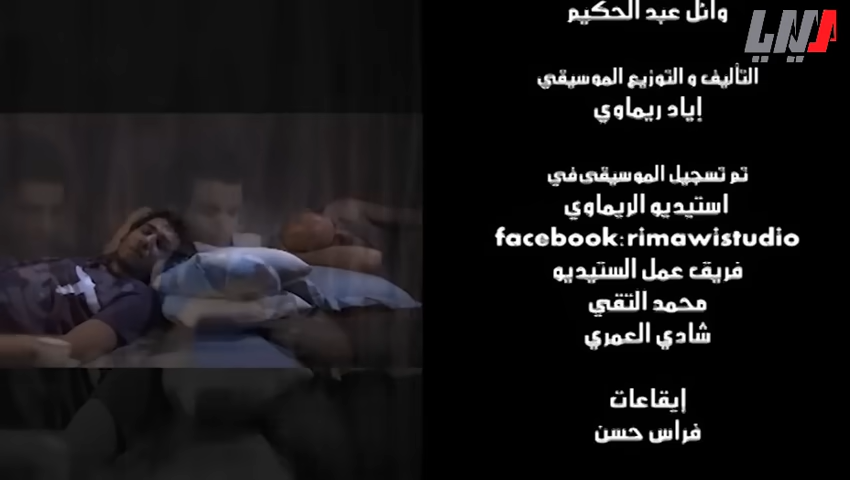 وائل عبد الحكيم
التأليف و التوزيع الموسيقي
إياد ريماوي
تم تسجيل الموسيقى في
استيديو الريماوي
facebook:rimawistudio
فريق عمل الستيديو
محمد التقي
شادي العمري
إيقاعات
فراس حسن